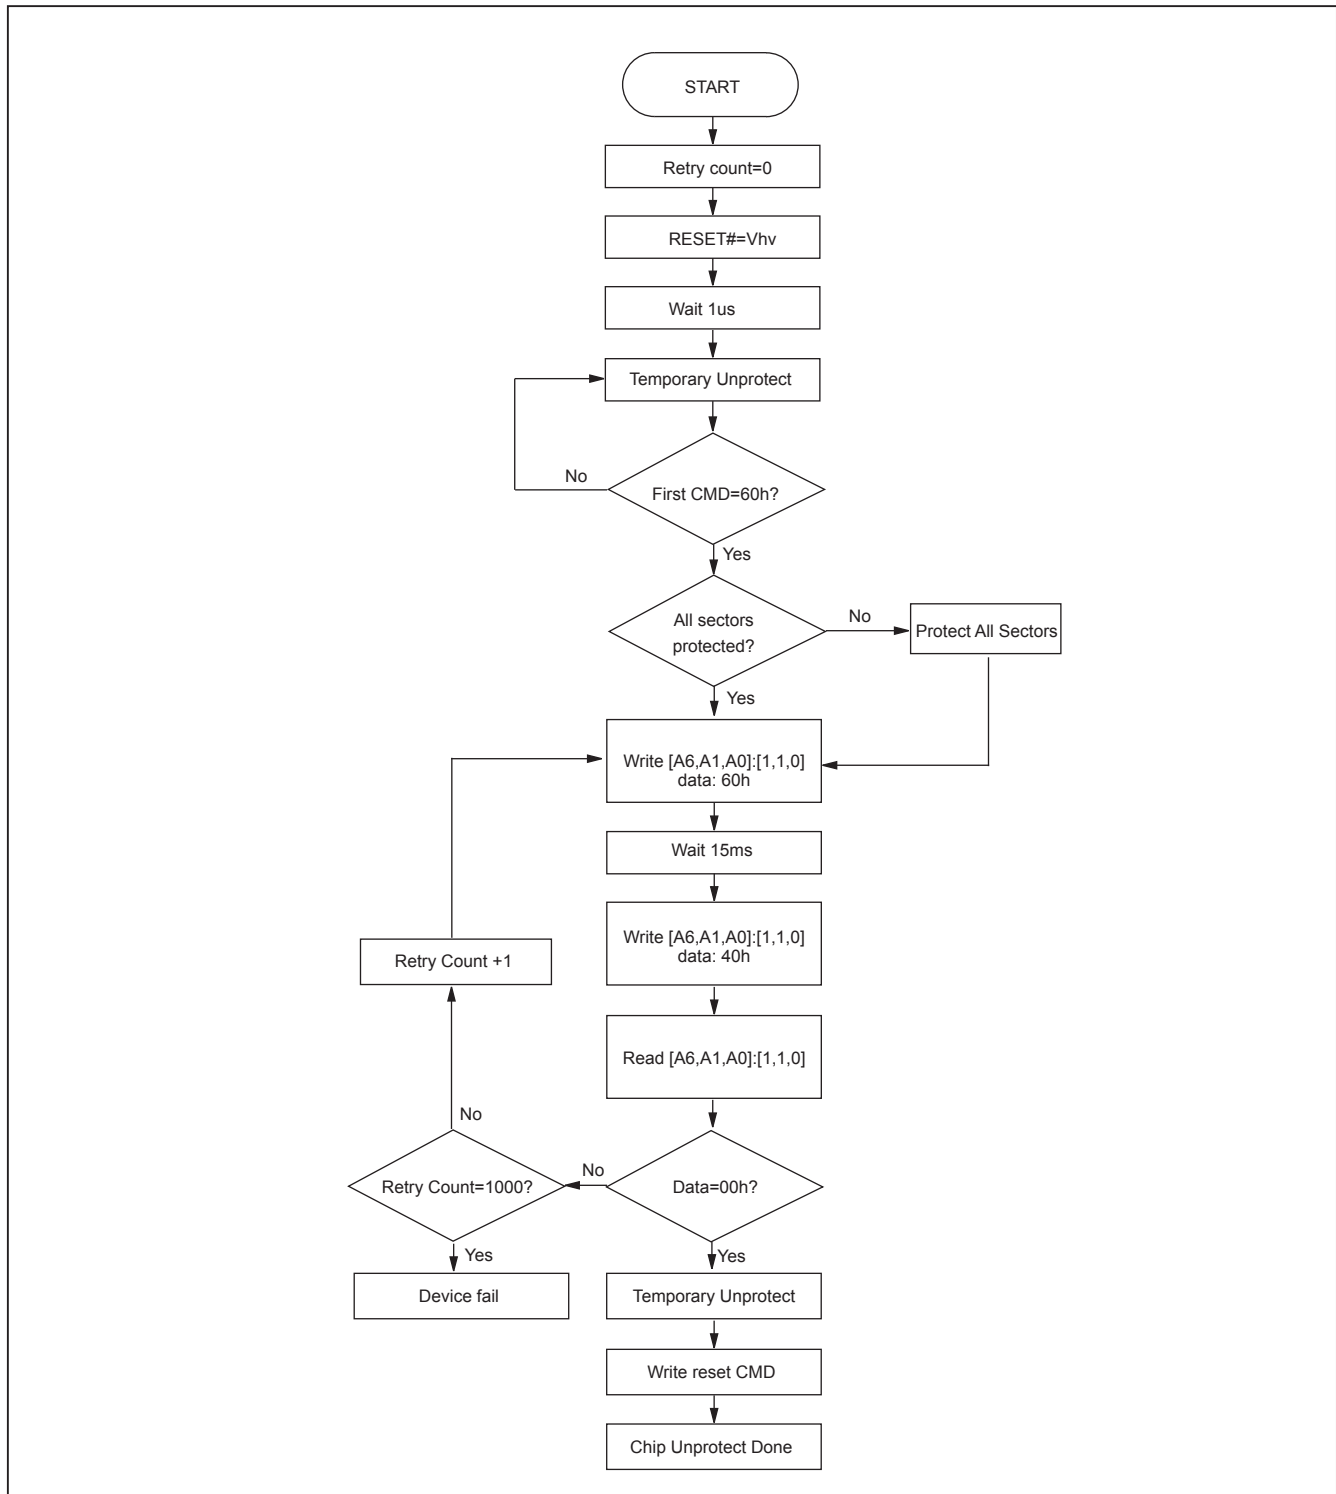 START
Retry count=0
RESET#=Vhv
Wait 1us
Temporary Unprotect
No
First CMD=60h?
Yes
All sectors
protected?
No
Protect All Sectors
Yes
Write [A6,A1,A0]:[1,1,0]
data: 60h
Wait 15ms
Write [A6,A1,A0]:[1,1,0]
data: 40h
Retry Count +1
Read [A6,A1,A0]:[1,1,0]
No
Retry Count=1000?
No
Data=00h?
Yes
Yes
Device fail
Temporary Unprotect
Write reset CMD
Chip Unprotect Done